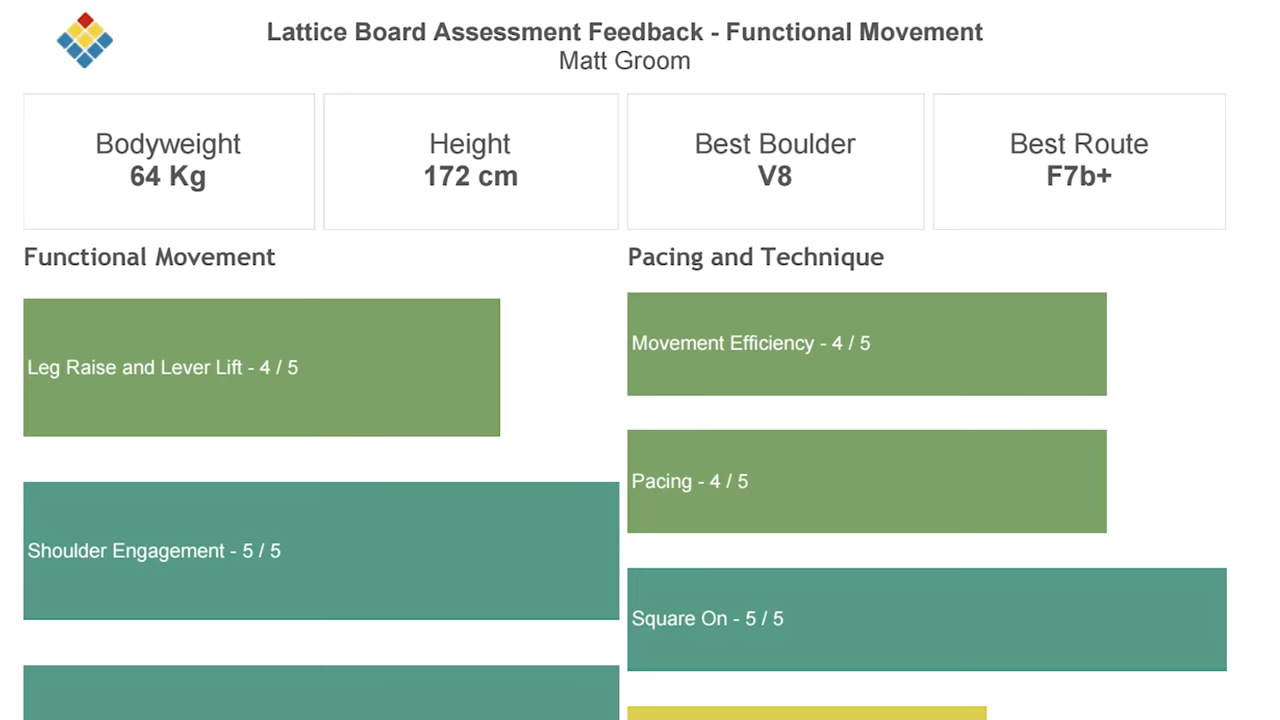 Lattice Board Assessment Feedback - Functional Movement
Matt Groom
Bodyweight
64 Kg
Height
172 cm
Best Boulder
V8
Best Route
F7b+
Functional Movement
Leg Raise and Lever Lift - 4 / 5
Shoulder Engagement - 5 / 5
Pacing and Technique
Movement Efficiency - 4 / 5
Pacing - 4 / 5
Square On - 5 / 5